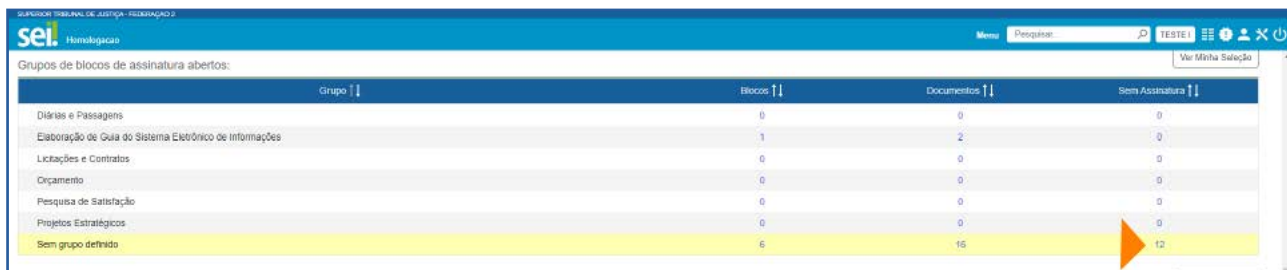 SUPERIOR TRIBUNAL DE JUSTIÇA - FEDERAÇÃO 2
sei! Homologacao Menu Pesquisar... TESTE I
Grupos de blocos de assinatura abertos: Ver Minha Seleção
Grupo Blocos Documentos Sem Assinatura
Diárias e Passagens 0 0 0
Elaboração de Guia do Sistema Eletrônico de Informações 1 2 0
Licitações e Contratos 0 0 0
Orçamento 0 0 0
Pesquisa de Satisfação 0 0 0
Projetos Estratégicos 0 0 0
Sem grupo definido 6 16 12